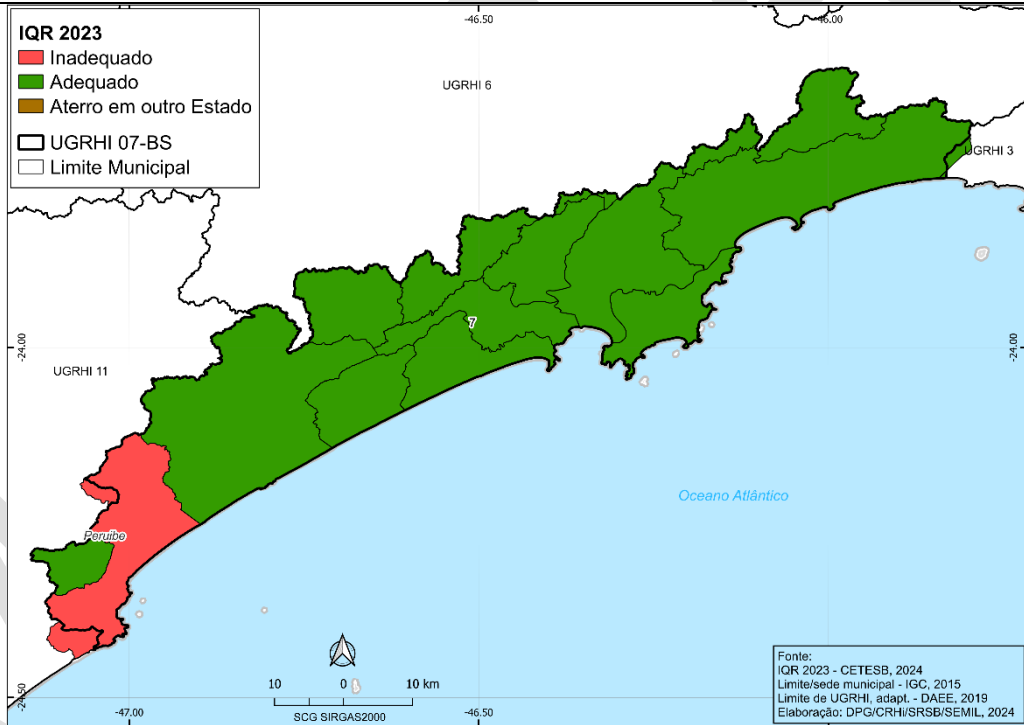 -46.50
-46.00
IQR 2023
Inadequado
Adequado
Aterro em outro Estado
UGRHI 07-BS
Limite Municipal
UGRHI 6
UGRHI 3
7
-24.00
-24.00
UGRHI 11
Oceano Atlântico
Peruíbe
10 0 10 km
SCG SIRGAS2000
Fonte:
IQR 2023 - CETESB, 2024
Limite/sede municipal - IGC, 2015
Limite de UGRHI, adapt. - DAEE, 2019
Elaboração: DPG/CRHi/SRSB/SEMIL, 2024
-24.50
-47.00
-46.50